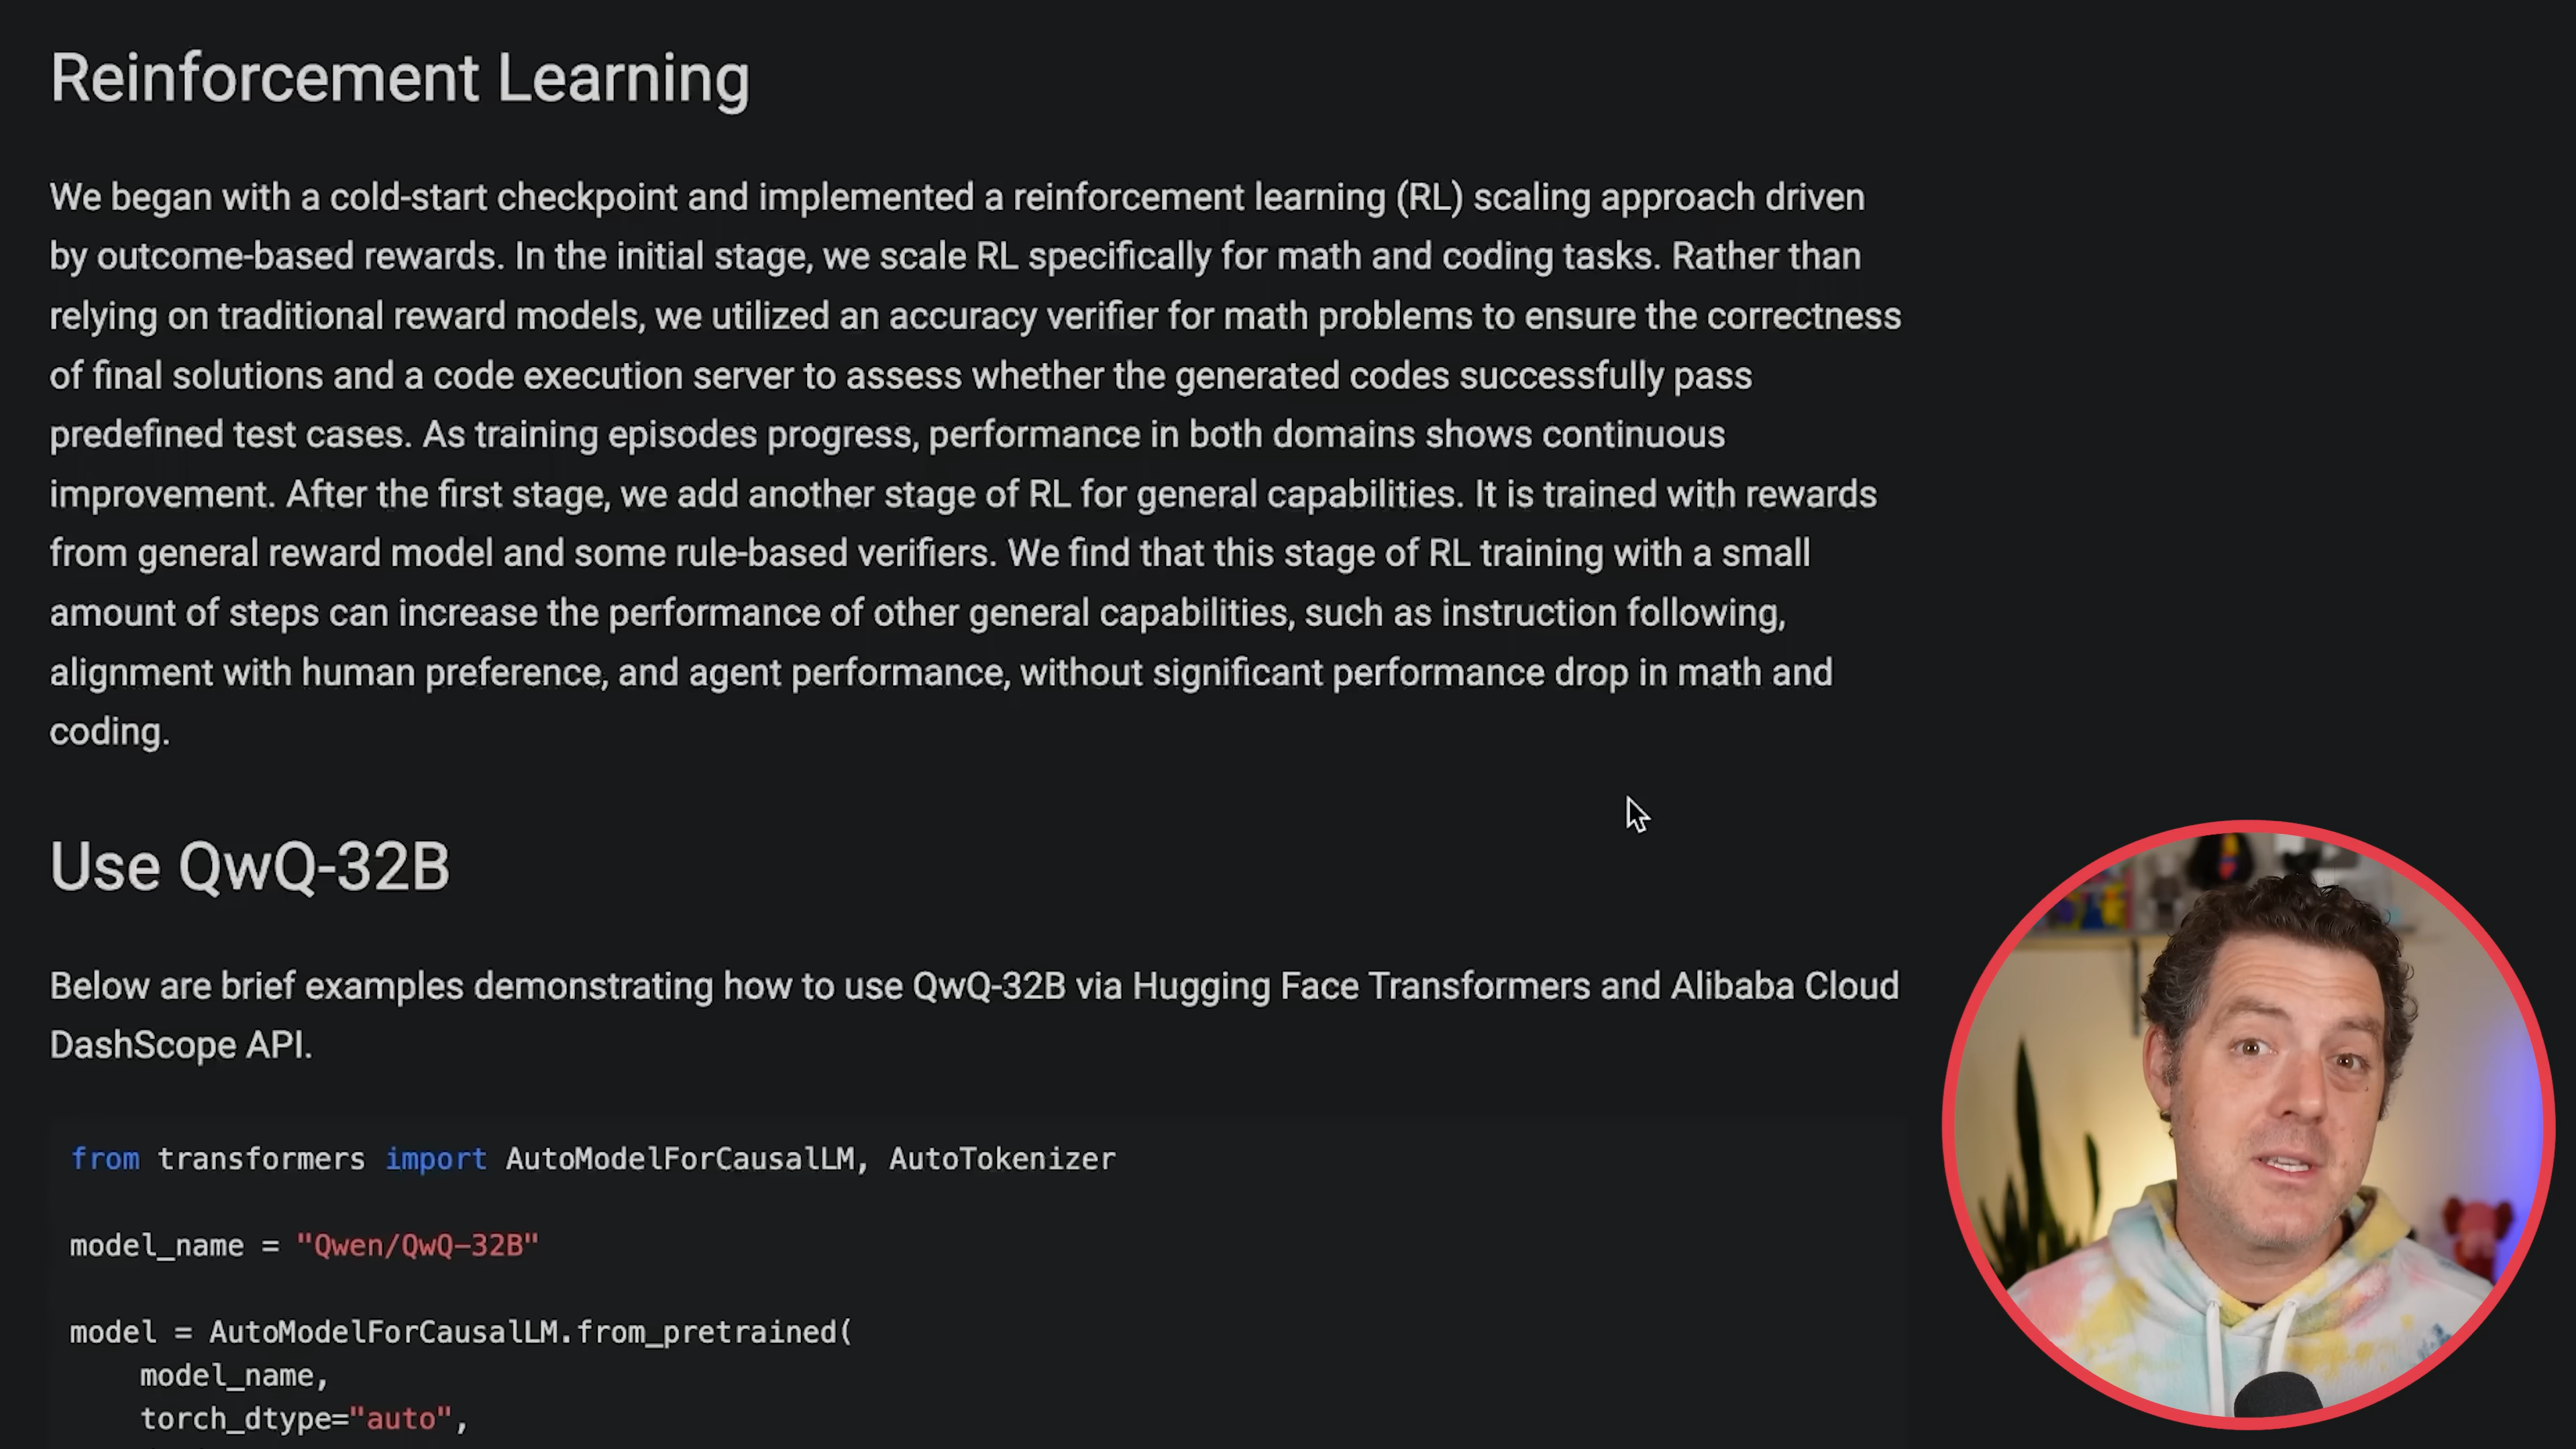 Reinforcement Learning
We began with a cold-start checkpoint and implemented a reinforcement learning (RL) scaling approach driven
by outcome-based rewards. In the initial stage, we scale RL specifically for math and coding tasks. Rather than
relying on traditional reward models, we utilized an accuracy verifier for math problems to ensure the correctness
of final solutions and a code execution server to assess whether the generated codes successfully pass
predefined test cases. As training episodes progress, performance in both domains shows continuous
improvement. After the first stage, we add another stage of RL for general capabilities. It is trained with rewards
from general reward model and some rule-based verifiers. We find that this stage of RL training with a small
amount of steps can increase the performance of other general capabilities, such as instruction following,
alignment with human preference, and agent performance, without significant performance drop in math and
coding.
Use QwQ-32B
Below are brief examples demonstrating how to use QwQ-32B via Hugging Face Transformers and Alibaba Cloud
DashScope API.
from transformers import AutoModelForCausalLM, AutoTokenizer
model_name = "Qwen/QwQ-32B"
model = AutoModelForCausalLM.from_pretrained(
    model_name,
    torch_dtype="auto",